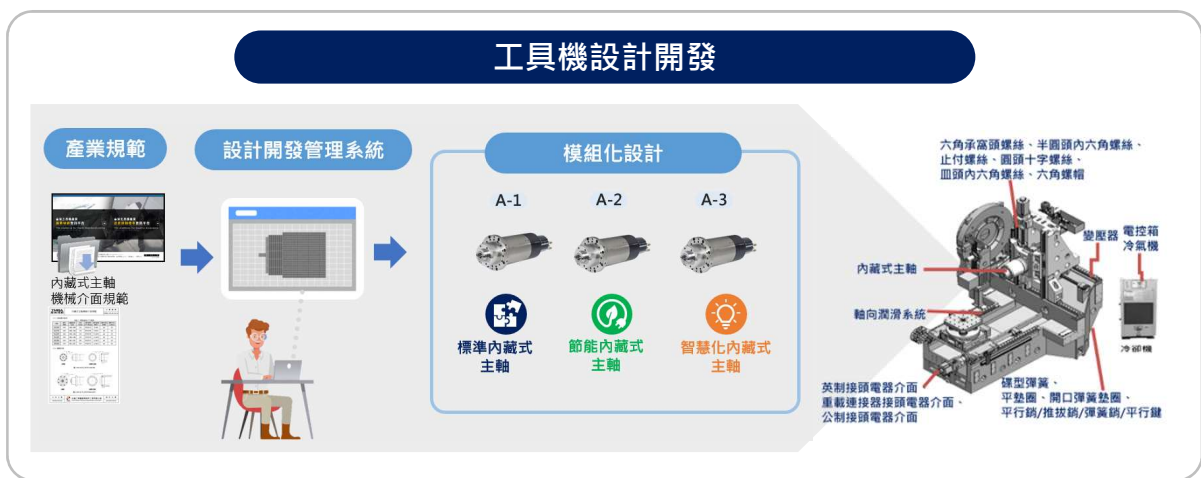 工具機設計開發
產業規範
內藏式主軸
機械介面規範
設計開發管理系統
模組化設計
A-1
A-2
A-3
標準內藏式
主軸
節能內藏式
主軸
智慧化內藏式
主軸
六角承窩頭螺絲、半圓頭內六角螺絲、
止付螺絲、圓頭十字螺絲、
皿頭內六角螺絲、六角螺帽
變壓器
電控箱
冷氣機
內藏式主軸
軸向潤滑系統
冷卻機
英制接頭電器介面
重載連接器接頭電器介面、
公制接頭電器介面
碟型彈簧、
平墊圈、開口彈簧墊圈、
平行銷/推拔銷/彈簧銷/平行鍵